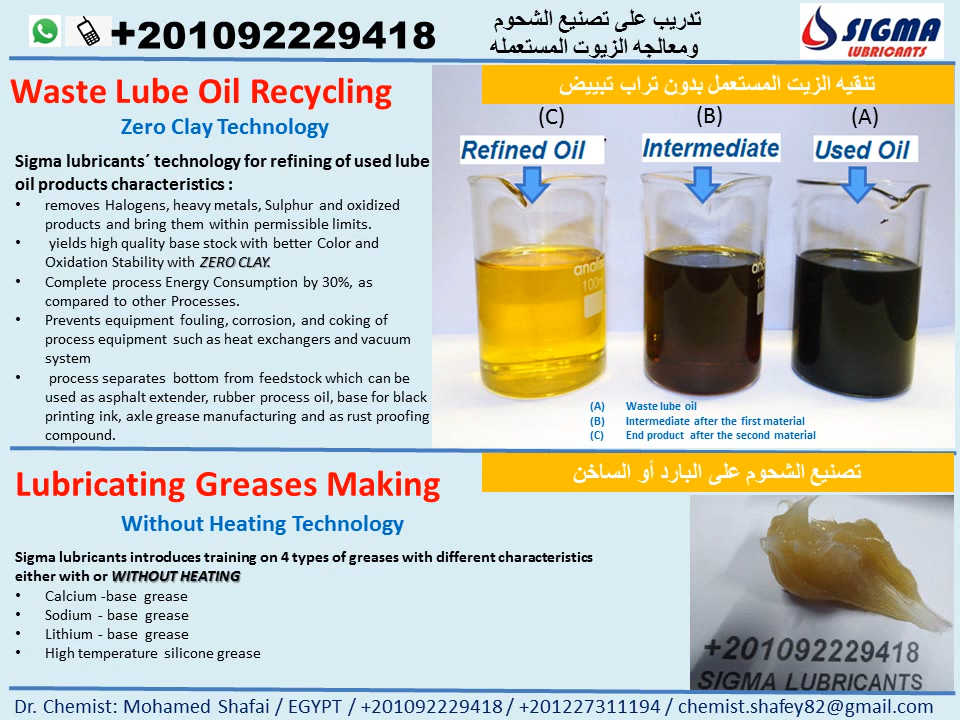 +201092229418
تدريب على تصنيع الشحوم
ومعالجه الزيوت المستعمله
SIGMA
LUBRICANTS
Waste Lube Oil Recycling
Zero Clay Technology
Sigma lubricants´ technology for refining of used lube
oil products characteristics :
• removes Halogens, heavy metals, Sulphur and oxidized
products and bring them within permissible limits.
• yields high quality base stock with better Color and
Oxidation Stability with ZERO CLAY.
• Complete process Energy Consumption by 30%, as
compared to other Processes.
• Prevents equipment fouling, corrosion, and coking of
process equipment such as heat exchangers and vacuum
system
• process separates bottom from feedstock which can be
used as asphalt extender, rubber process oil, base for black
printing ink, axle grease manufacturing and as rust proofing
compound.
تنقيه الزيت المستعمل بدون تراب تبييض
(C) (B) (A)
Refined Oil Intermediate Used Oil
100m
(A) Waste lube oil
(B) Intermediate after the first material
(C) End product after the second material
Lubricating Greases Making
Without Heating Technology
تصنيع الشحوم على البارد أو الساخن
Sigma lubricants introduces training on 4 types of greases with different characteristics
either with or WITHOUT HEATING
• Calcium -base grease
• Sodium - base grease
• Lithium - base grease
• High temperature silicone grease
+201092229418
SIGMA LUBRICANTS
Dr. Chemist: Mohamed Shafai / EGYPT / +201092229418 / +201227311194 / chemist.shafey82@gmail.com